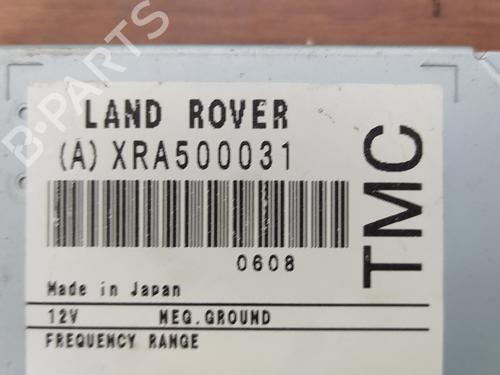 LAND ROVER
(A) XRA500031
0608
TMC
Made in Japan
12V NEG.GROUND
FREQUENCY RANGE
B-PARTS